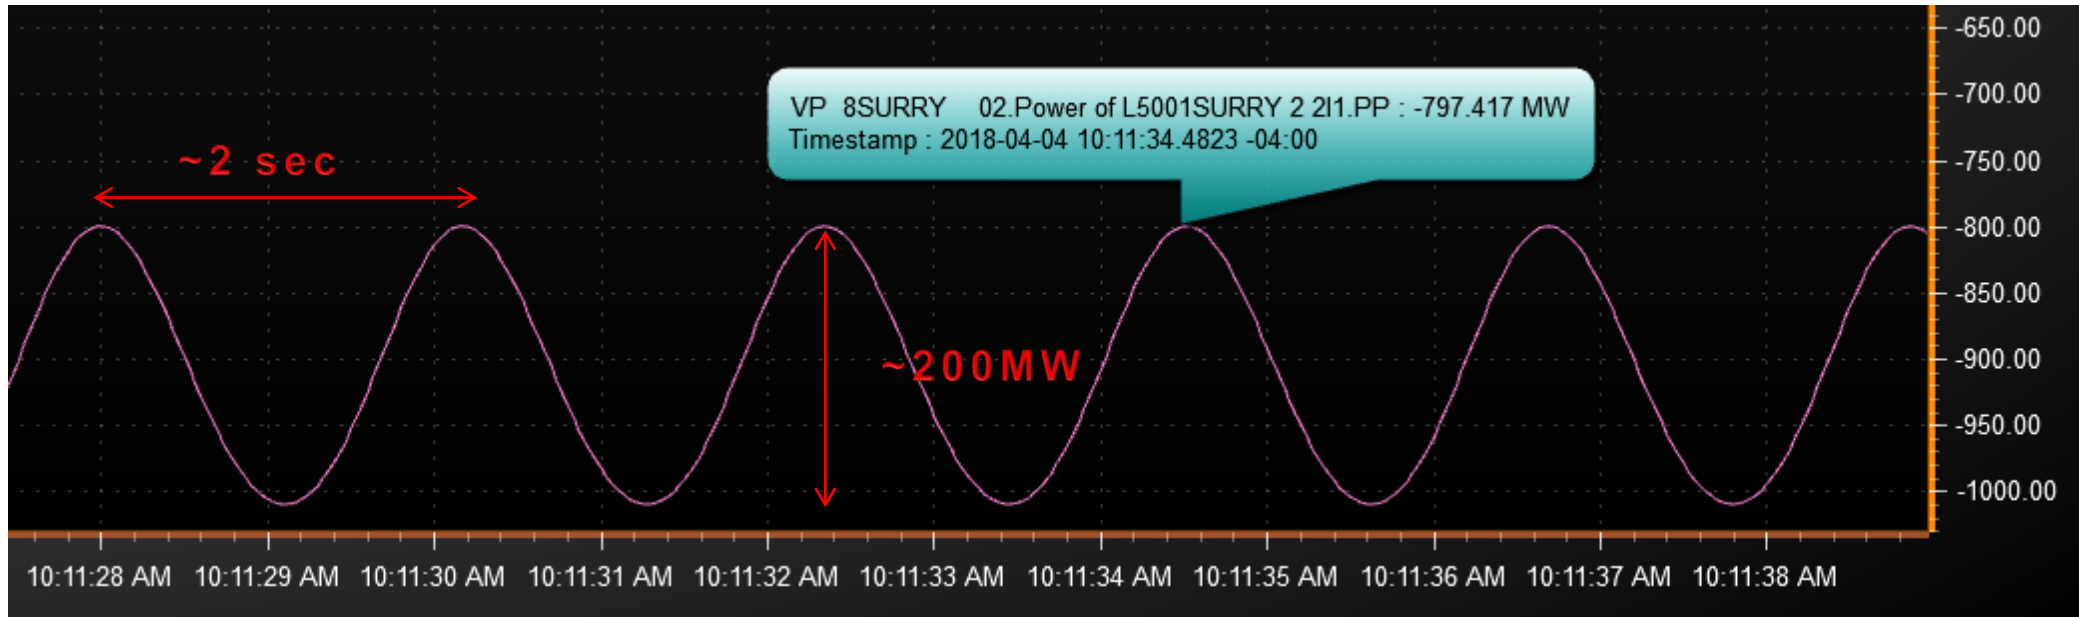 -650.00
-700.00
VP 8SURRY 02.Power of L5001SURRY 2 2I1.PP : -797.417 MW
Timestamp : 2018-04-04 10:11:34.4823 -04:00
~2 sec
-750.00
-800.00
-850.00
~200MW
-900.00
-950.00
-1000.00
10:11:28 AM 10:11:29 AM 10:11:30 AM 10:11:31 AM 10:11:32 AM 10:11:33 AM 10:11:34 AM 10:11:35 AM 10:11:36 AM 10:11:37 AM 10:11:38 AM